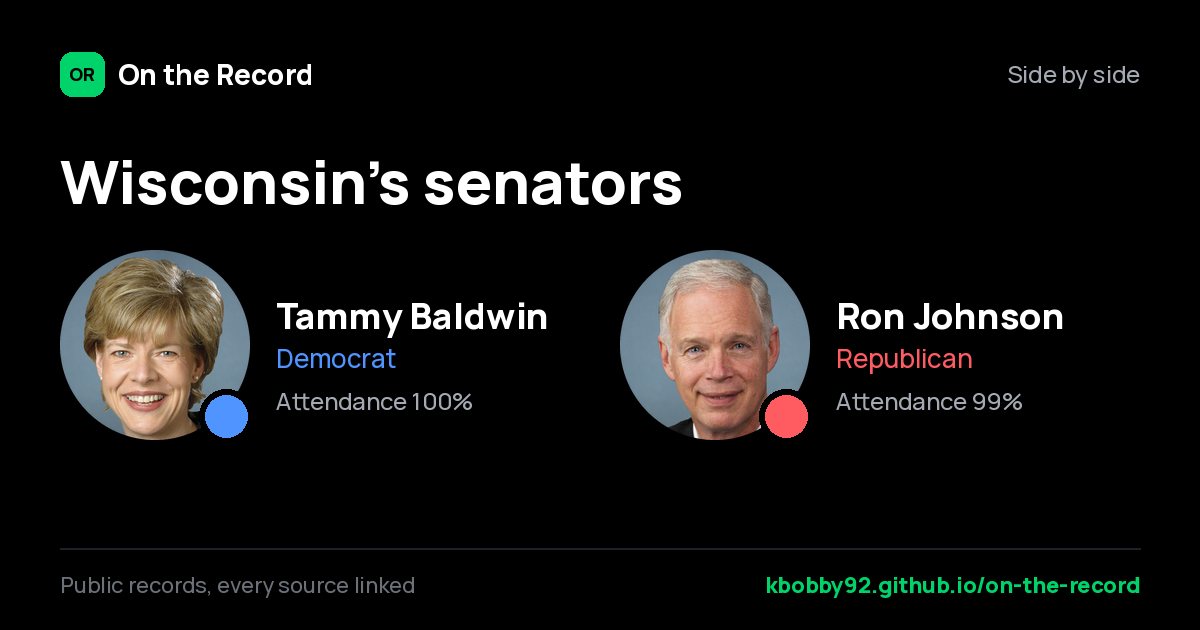 OR On the Record
Side by side
Wisconsin’s senators
Tammy Baldwin
Democrat
Attendance 100%
Ron Johnson
Republican
Attendance 99%
Public records, every source linked
kbobby92.github.io/on-the-record